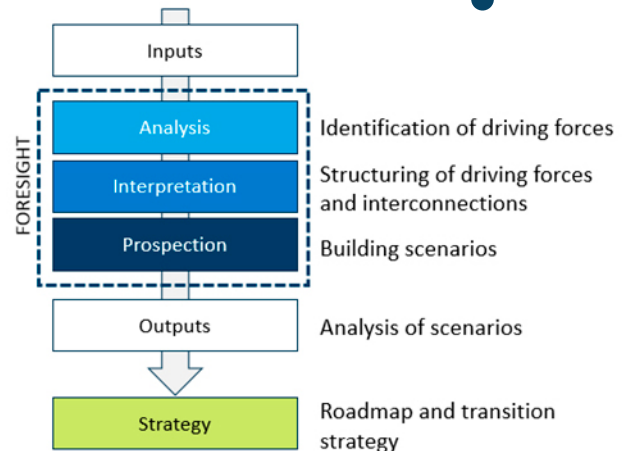 Inputs
FORESIGHT
Analysis
Identification of driving forces
Interpretation
Structuring of driving forces
and interconnections
Prospection
Building scenarios
Outputs
Analysis of scenarios
Strategy
Roadmap and transition
strategy